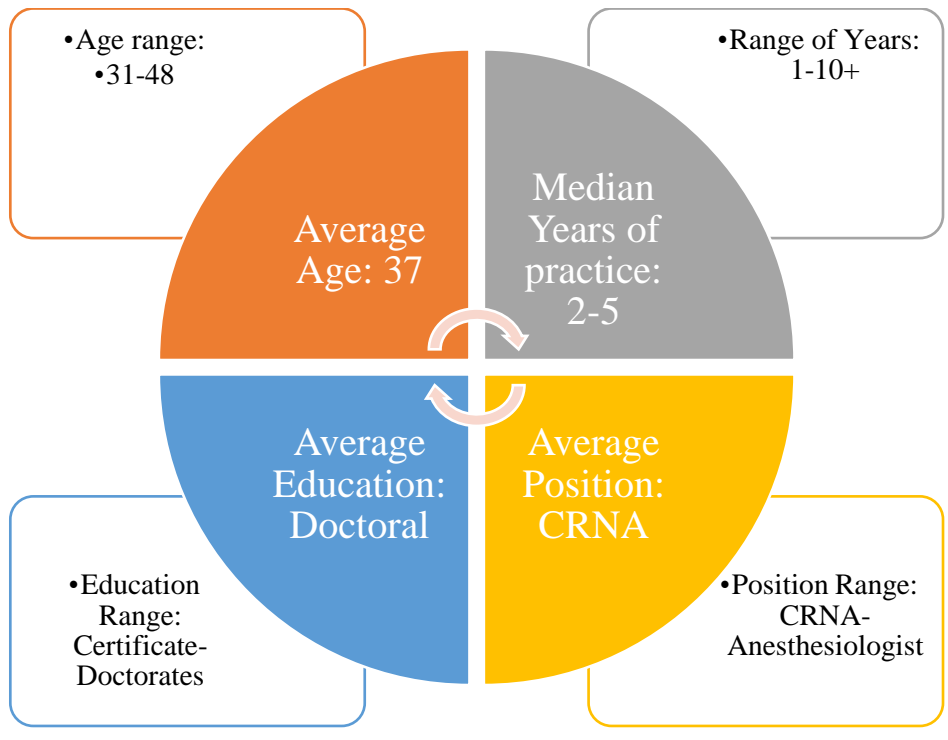 •Age range:
•31-48
•Range of Years:
1-10+
Average
Age: 37
Median
Years of
practice:
2-5
Average
Education:
Doctoral
Average
Position:
CRNA
•Education
Range:
Certificate-
Doctorates
•Position Range:
CRNA-
Anesthesiologist